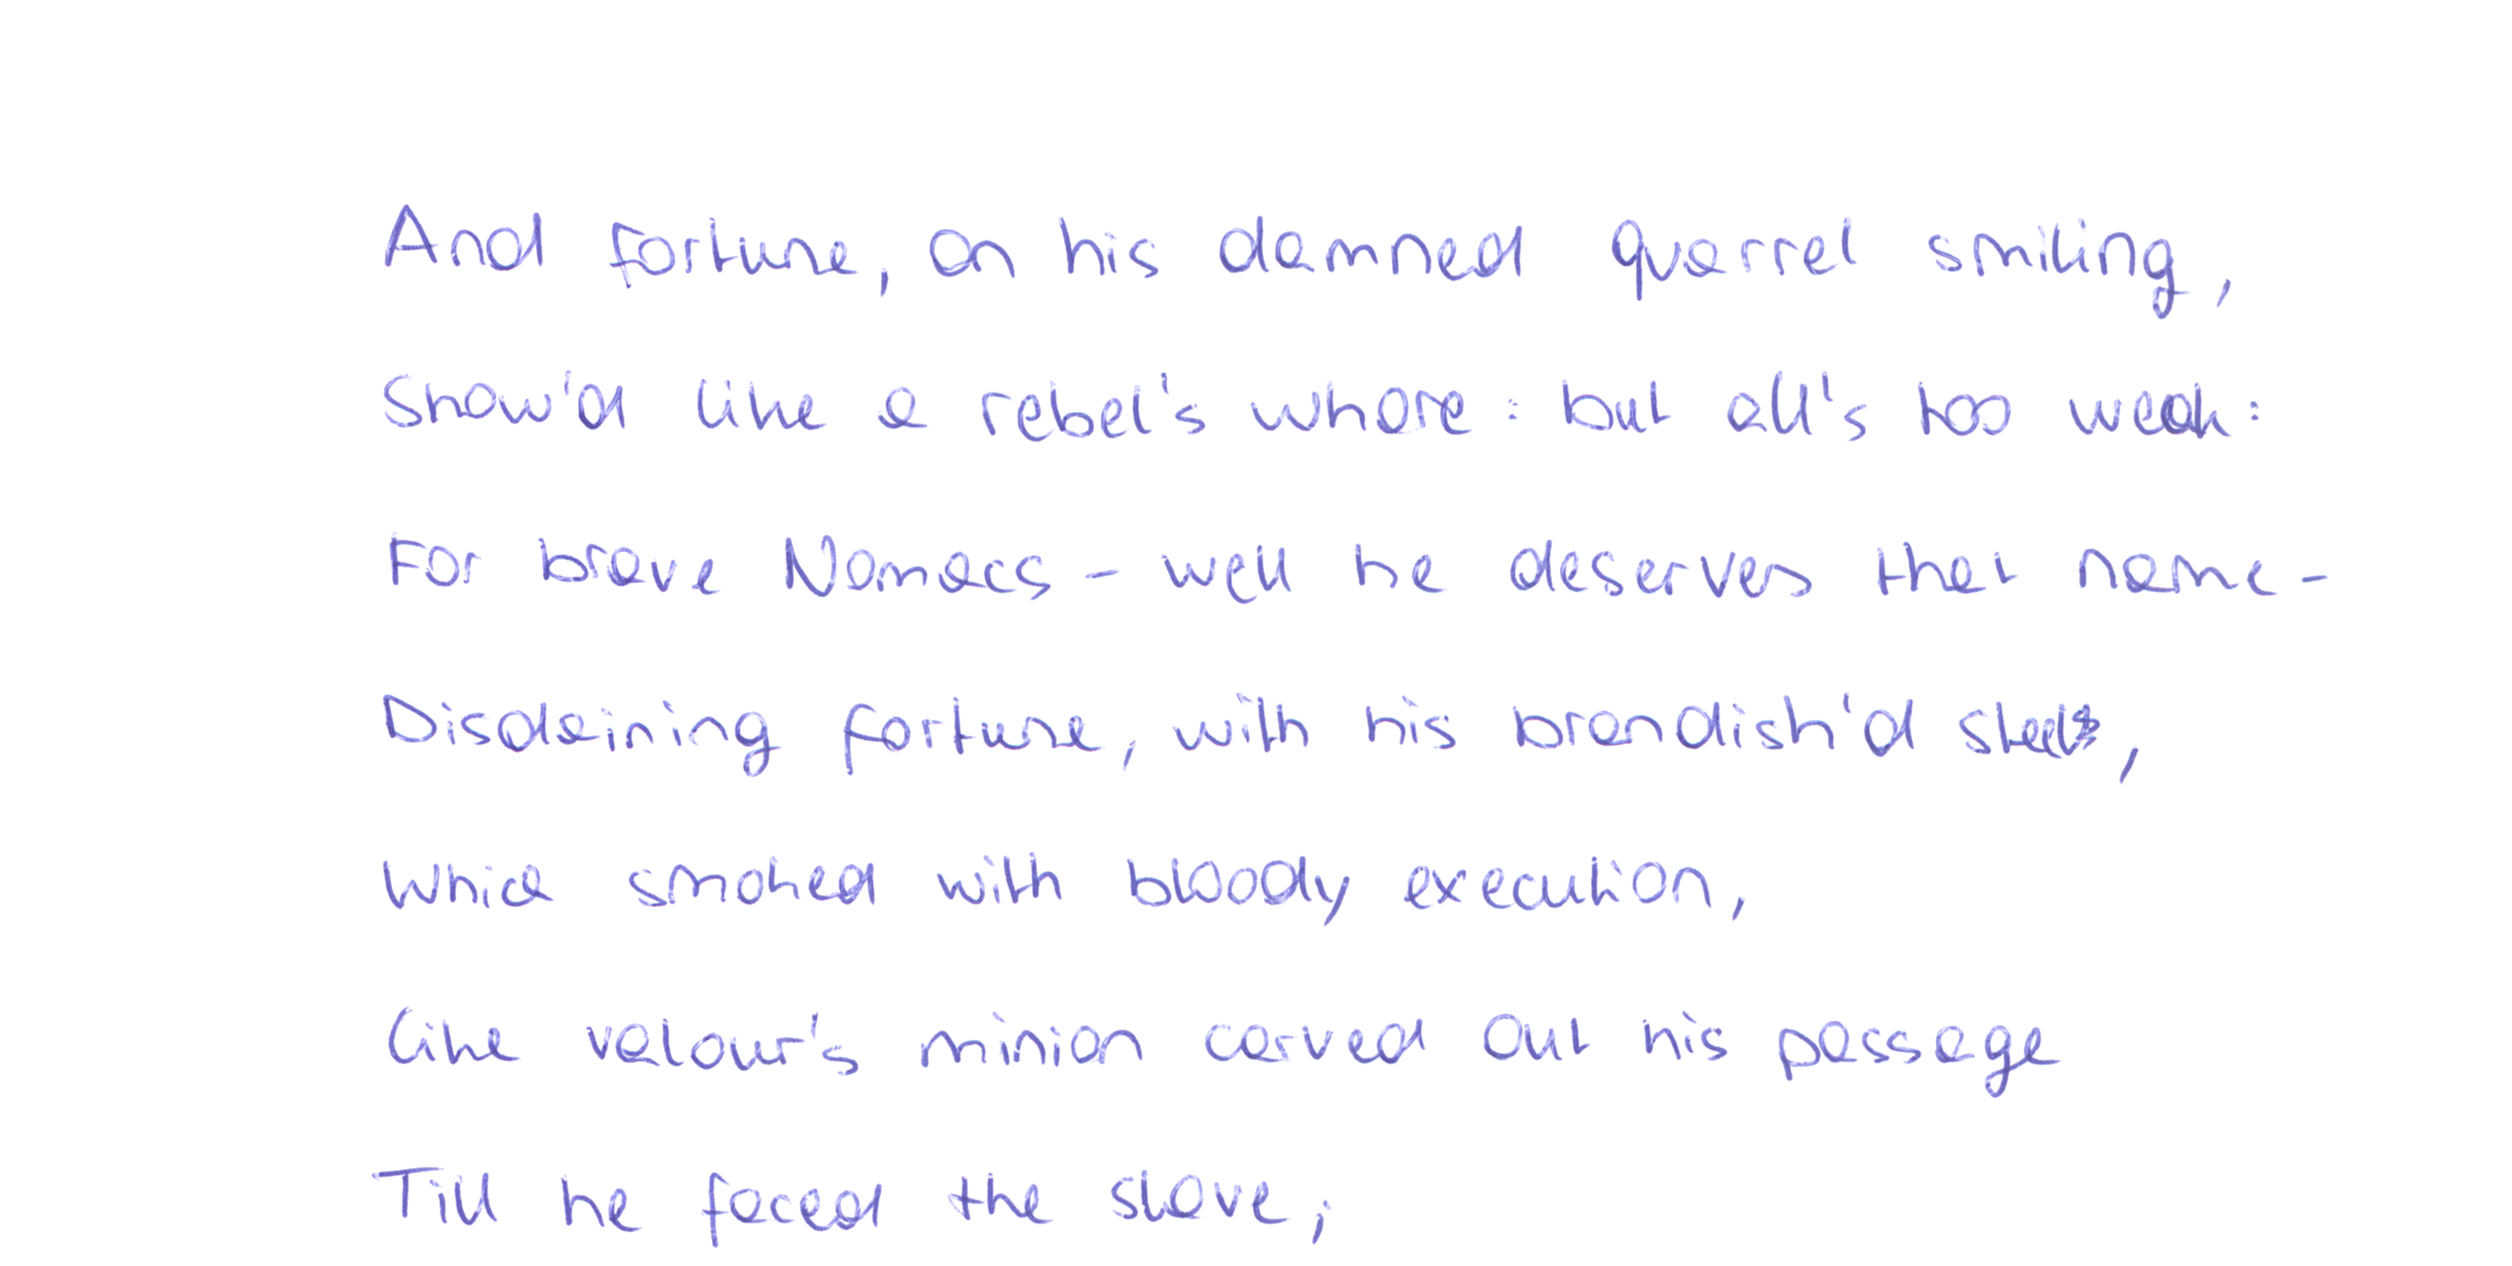 And fortune, on his damned quarrel smiling,
Show'd like a rebel's whore: but all's too weak:
For brave Nomacs - well he deserves that name -
Disdaining fortune, with his brandish'd steel,
Which smoked with bloody execution,
Like valour's minion carved out his passage
Till he faced the slave;